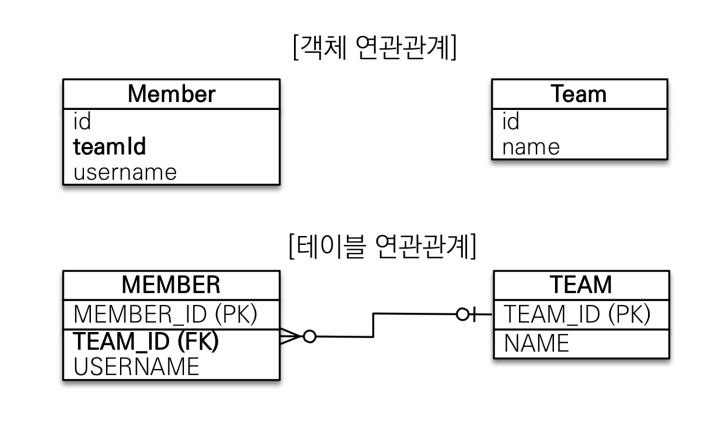 [객체 연관관계]
Member
id
teamId
username
Team
id
name
[테이블 연관관계]
MEMBER
MEMBER_ID (PK)
TEAM_ID (FK)
USERNAME
TEAM
TEAM_ID (PK)
NAME